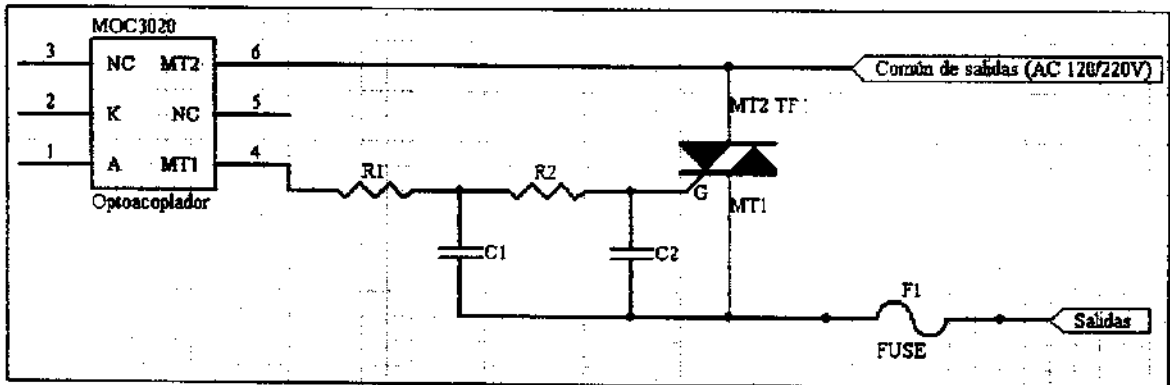 MOC3020
3 NC MT2 6
2 K NC 5
1 A MT1 4
Optoacoplador
Común de salidas (AC 120/220V)
MT2
R1
R2
G
MT1
C1
C2
F1
FUSE
Salidas